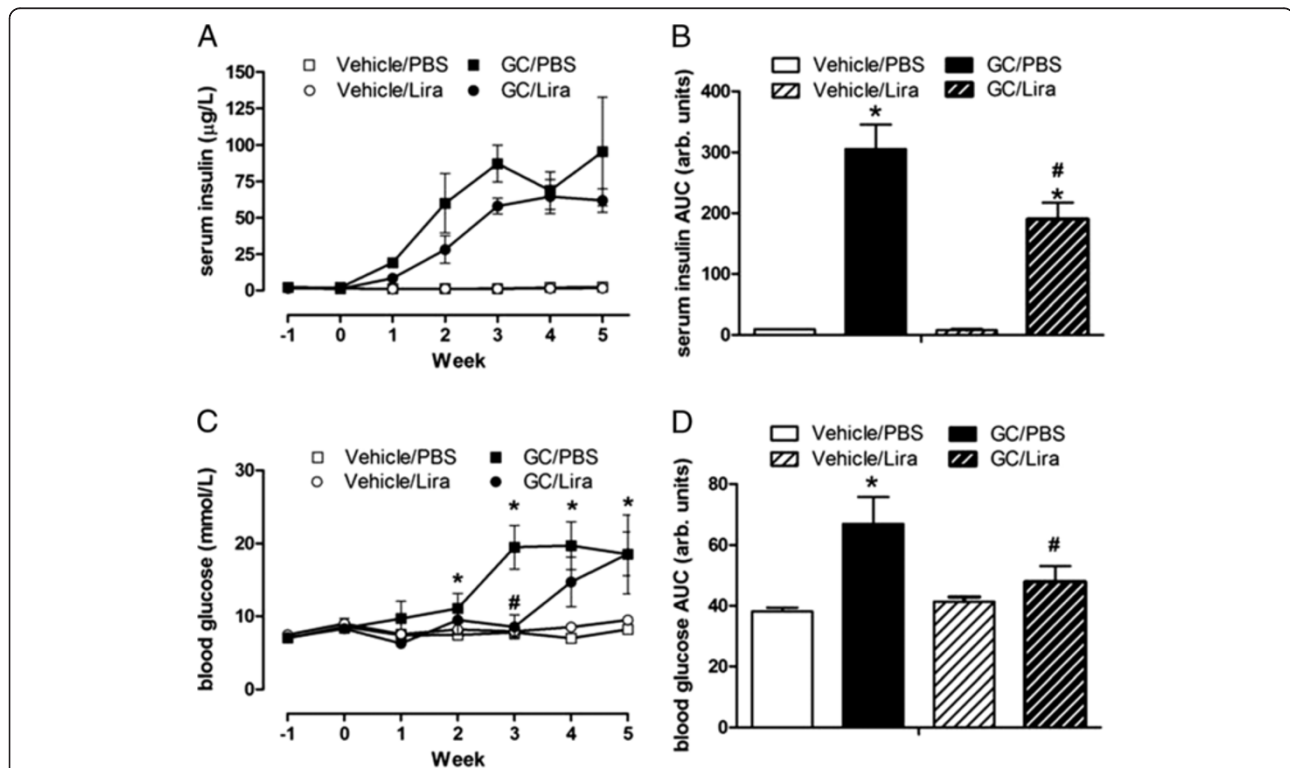 A
Vehicle/PBS GC/PBS
Vehicle/Lira GC/Lira
serum insulin (μg/L)
150
125
100
75
50
25
0
-1 0 1 2 3 4 5
Week
B
Vehicle/PBS GC/PBS
Vehicle/Lira GC/Lira
serum insulin AUC (arb. units)
400
300
200
100
0
*
#
*
C
Vehicle/PBS GC/PBS
Vehicle/Lira GC/Lira
blood glucose (mmol/L)
30
20
10
0
* * * *
#
-1 0 1 2 3 4 5
Week
D
Vehicle/PBS GC/PBS
Vehicle/Lira GC/Lira
blood glucose AUC (arb. units)
80
60
40
20
0
*
#